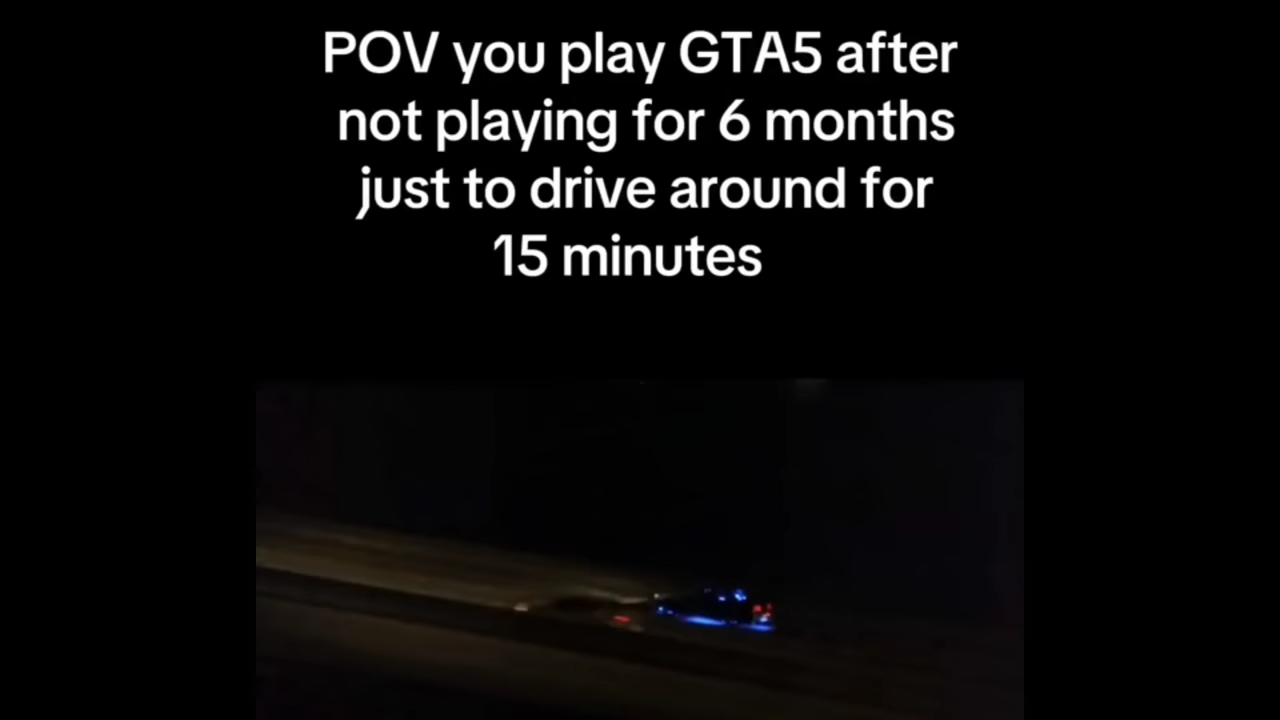 POV you play GTA5 after
not playing for 6 months
just to drive around for
15 minutes